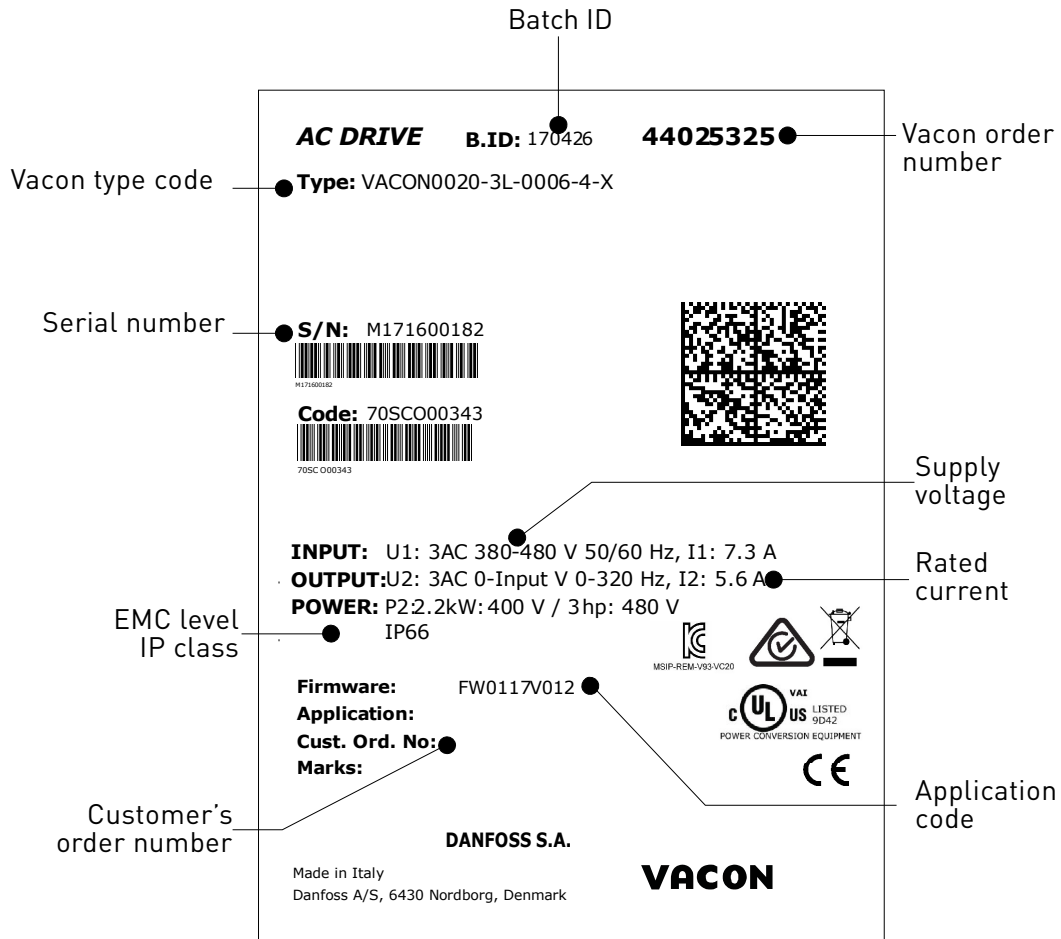 Batch ID
AC DRIVE B.ID: 170426 44025325
Vacon order
number
Vacon type code
Type: VACON0020-3L-0006-4-X
Serial number
S/N: M171600182
M171600182
Code: 70SCO00343
70SC O00343
Supply
voltage
INPUT: U1: 3AC 380-480 V 50/60 Hz, I1: 7.3 A
OUTPUT: U2: 3AC 0-Input V 0-320 Hz, I2: 5.6 A
Rated
current
POWER: P2:2.2kW: 400 V / 3hp: 480 V
IP66
EMC level
IP class
MSIP-REM-V93-VC20
Firmware: FW0117V012
Application:
Cust. Ord. No:
Marks:
C UL US VAI LISTED
9D42
POWER CONVERSION EQUIPMENT
CE
Application
code
Customer's
order number
DANFOSS S.A.
Made in Italy
Danfoss A/S, 6430 Nordborg, Denmark
VACON